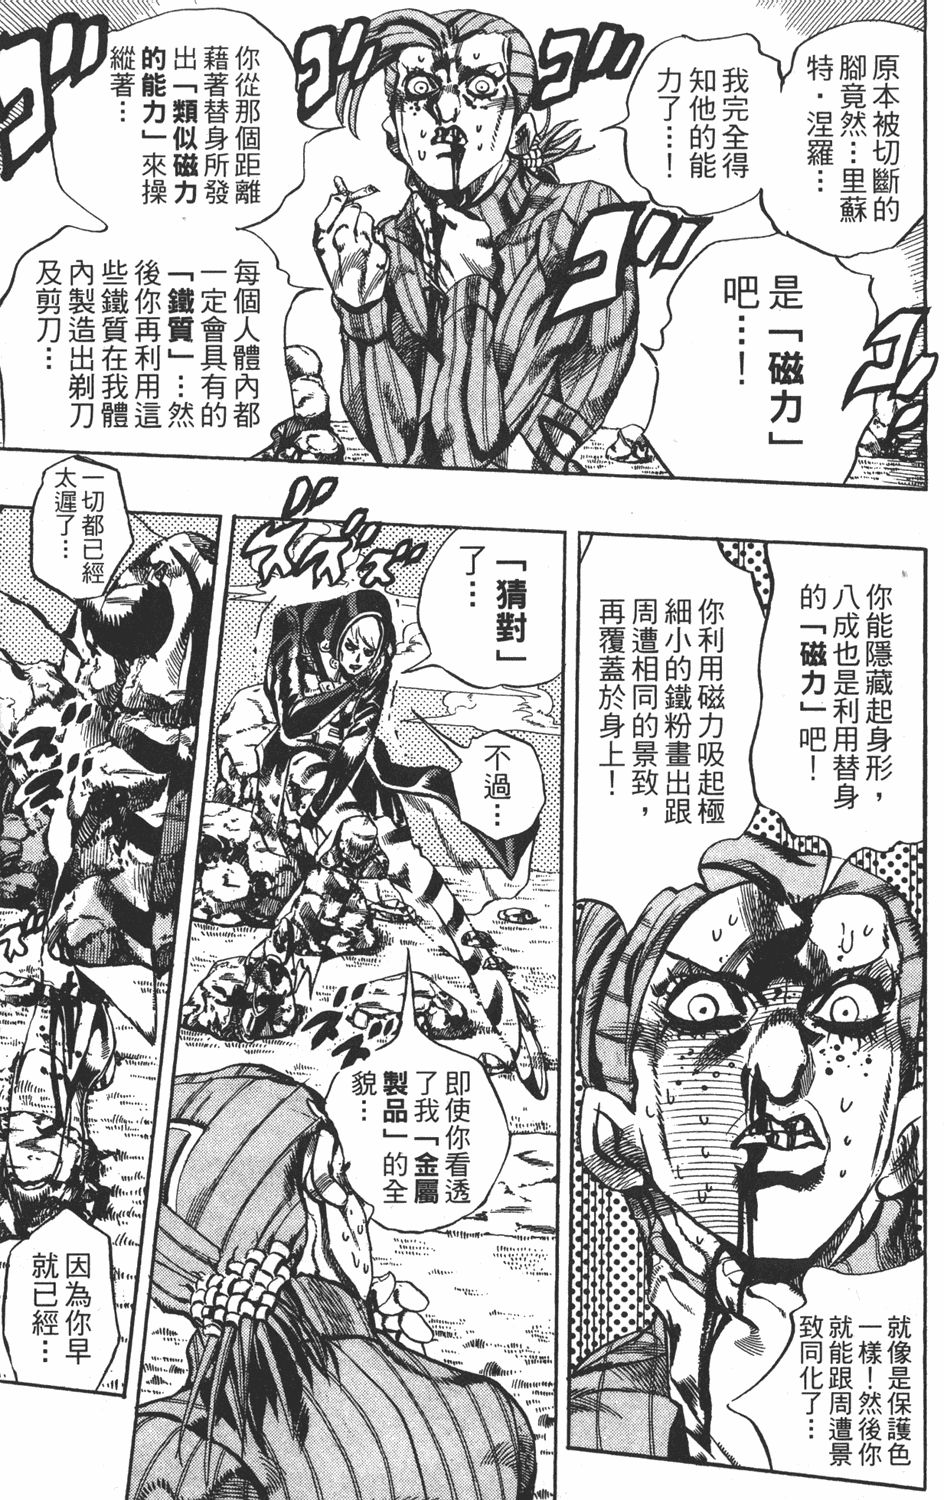 原本被切斷的
腳竟然…里蘇
特．涅羅…
我完全得
知他的能
力了…!
是「磁力」
吧…!
你從那個距離
藉著替身所發
出「類似磁力
的能力」來操
縱著…
每個人體內都
一定會具有的
「鐵質」…然
後你再利用這
些鐵質在我體
內製造出剃刀
及剪刀…
ゴゴゴゴゴ
你能隱藏起身形，
八成也是利用替身
的「磁力」吧！
你利用磁力吸起極
細小的鐵粉畫出跟
周遭相同的景致，
再覆蓋於身上！
就像是保護色
一樣！然後你
就能跟周遭景
致同化了…
「猜對」
了…
不過…
ズズズ
即使你看透
了我「金屬
製品」的全
貌…
一切都已經
太遲了…
因為你早
就已經…